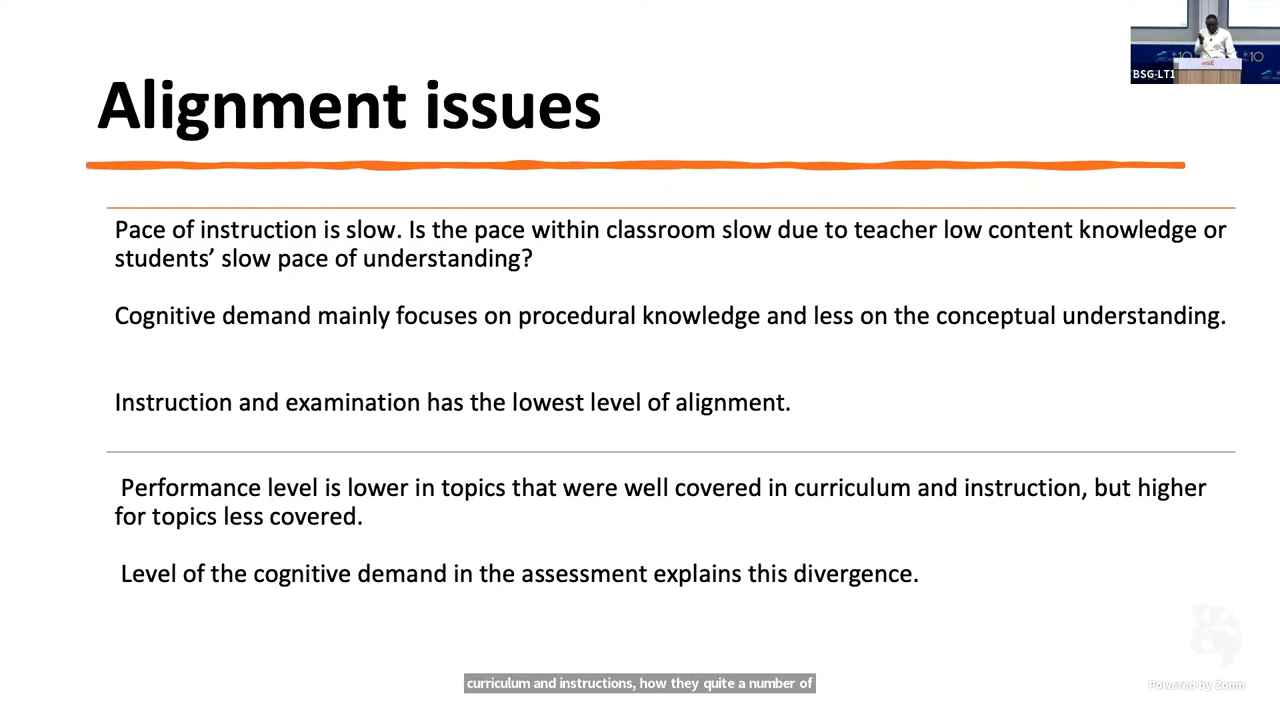 BSG-LT1
Alignment issues
Pace of instruction is slow. Is the pace within classroom slow due to teacher low content knowledge or
students’ slow pace of understanding?
Cognitive demand mainly focuses on procedural knowledge and less on the conceptual understanding.
Instruction and examination has the lowest level of alignment.
Performance level is lower in topics that were well covered in curriculum and instruction, but higher
for topics less covered.
Level of the cognitive demand in the assessment explains this divergence.
curriculum and instructions, how they quite a number of
Powered by Zoom